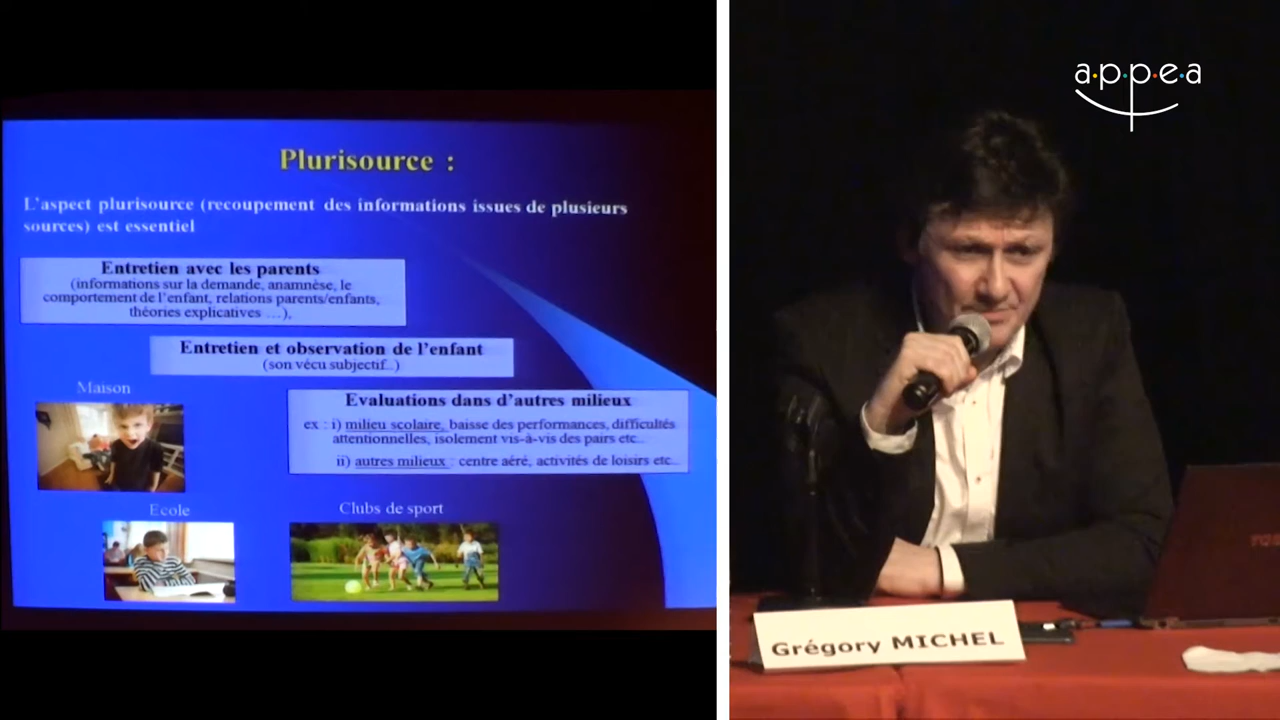 Plurisource :
L'aspect plurisource (recoupement des informations issues de plusieurs
sources) est essentiel
Entretien avec les parents
(informations sur la demande, anamnèse, le
comportement de l'enfant, relations parents/enfants,
théories explicatives …),
Entretien et observation de l'enfant
(son vécu subjectif..)
Maison
Evaluations dans d'autres milieux
ex : i) milieu scolaire, baisse des performances, difficultés
attentionnelles, isolement vis-à-vis des pairs etc..
ii) autres milieux : centre aéré, activités de loisirs etc..
Ecole
Clubs de sport
a·p·p·e·a
Grégory MICHEL